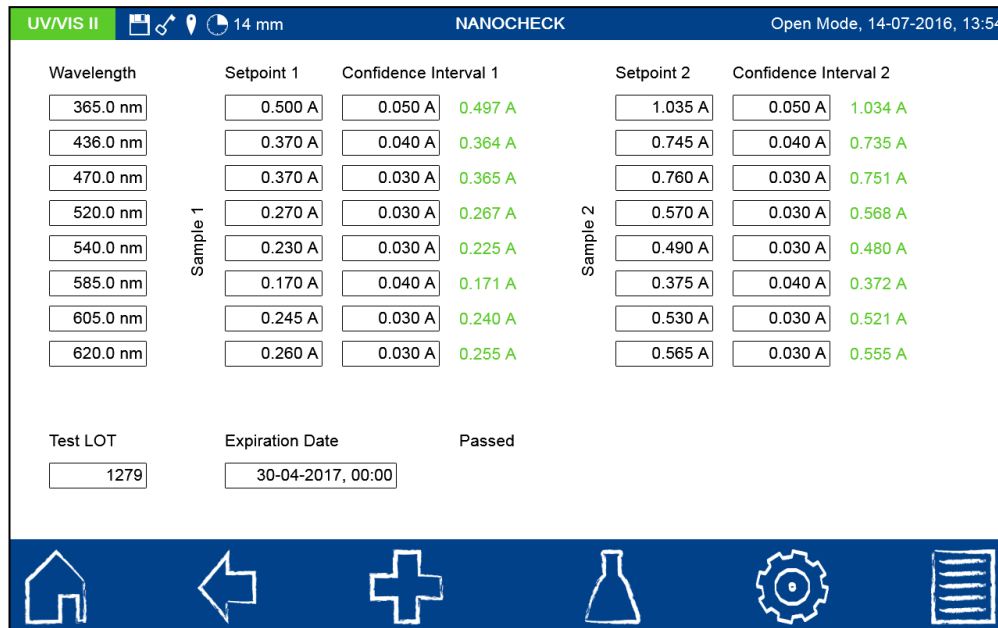 UV/VIS II 14 mm NANOCHECK Open Mode, 14-07-2016, 13:54
Wavelength Setpoint 1 Confidence Interval 1 Setpoint 2 Confidence Interval 2
365.0 nm 0.500 A 0.050 A 0.497 A 1.035 A 0.050 A 1.034 A
436.0 nm 0.370 A 0.040 A 0.364 A 0.745 A 0.040 A 0.735 A
470.0 nm 0.370 A 0.030 A 0.365 A 0.760 A 0.030 A 0.751 A
520.0 nm 0.270 A 0.030 A 0.267 A 0.570 A 0.030 A 0.568 A
Sample 1 Sample 2
540.0 nm 0.230 A 0.030 A 0.225 A 0.490 A 0.030 A 0.480 A
585.0 nm 0.170 A 0.040 A 0.171 A 0.375 A 0.040 A 0.372 A
605.0 nm 0.245 A 0.030 A 0.240 A 0.530 A 0.030 A 0.521 A
620.0 nm 0.260 A 0.030 A 0.255 A 0.565 A 0.030 A 0.555 A
Test LOT Expiration Date Passed
1279 30-04-2017, 00:00